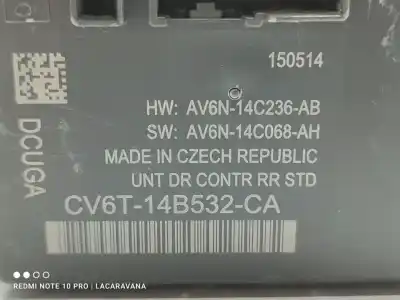 150514
HW: AV6N-14C236-AB
SW: AV6N-14C068-AH
MADE IN CZECH REPUBLIC
UNT DR CONTR RR STD
CV6T-14B532-CA
DCUGA
REDMI NOTE 10 PRO | LACARAVANA